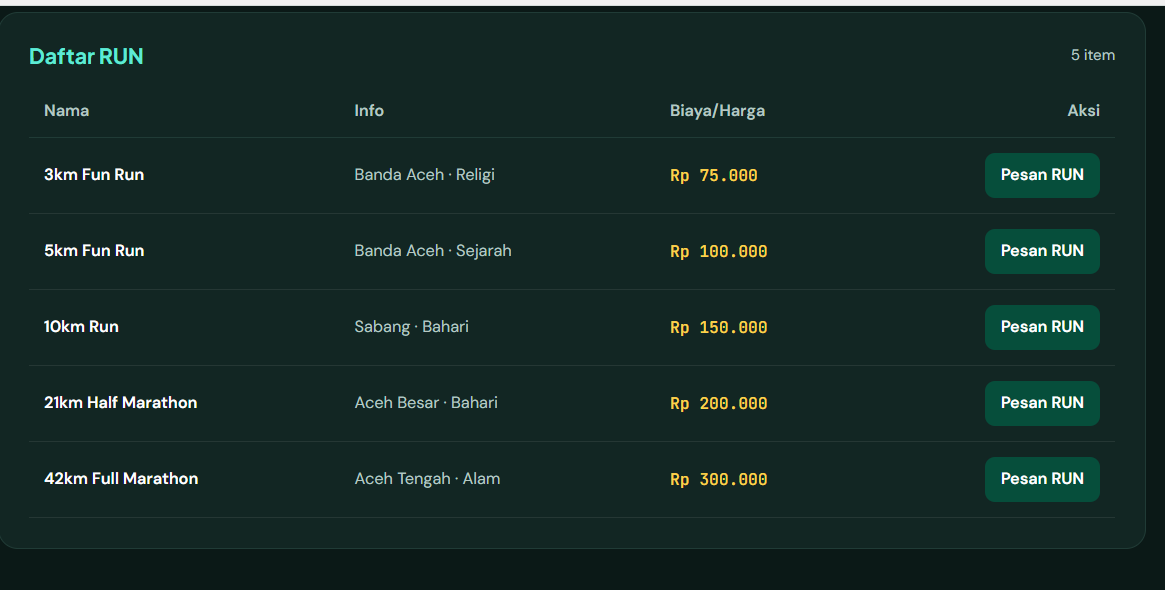 Daftar RUN 5 item
Nama Info Biaya/Harga Aksi
3km Fun Run Banda Aceh · Religi Rp 75.000 Pesan RUN
5km Fun Run Banda Aceh · Sejarah Rp 100.000 Pesan RUN
10km Run Sabang · Bahari Rp 150.000 Pesan RUN
21km Half Marathon Aceh Besar · Bahari Rp 200.000 Pesan RUN
42km Full Marathon Aceh Tengah · Alam Rp 300.000 Pesan RUN